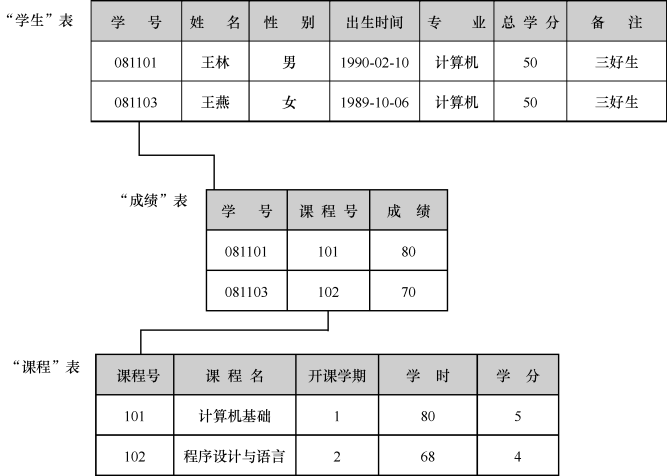 “学生”表
学 号 姓 名 性 别 出生时间 专 业 总 学 分 备 注
081101 王林 男 1990-02-10 计算机 50 三好生
081103 王燕 女 1989-10-06 计算机 50 三好生
“成绩”表
学 号 课 程 号 成 绩
081101 101 80
081103 102 70
“课程”表
课程号 课 程 名 开课学期 学 时 学 分
101 计算机基础 1 80 5
102 程序设计与语言 2 68 4